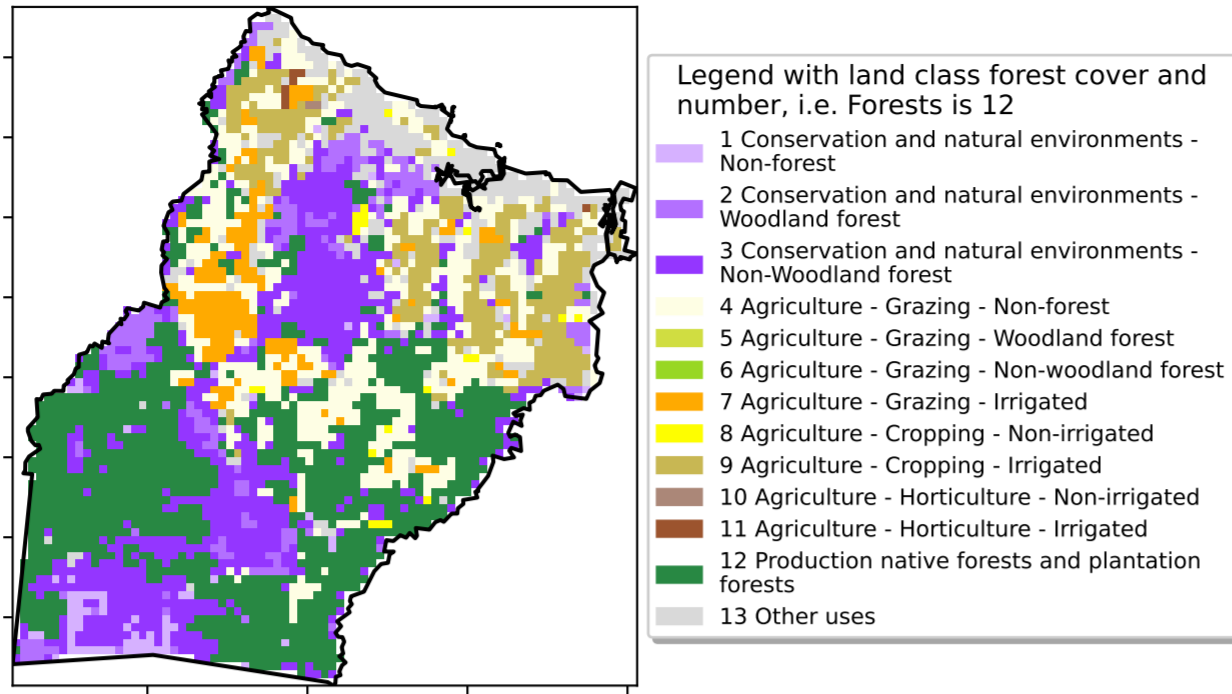 Legend with land class forest cover and
number, i.e. Forests is 12
1 Conservation and natural environments -
Non-forest
2 Conservation and natural environments -
Woodland forest
3 Conservation and natural environments -
Non-Woodland forest
4 Agriculture - Grazing - Non-forest
5 Agriculture - Grazing - Woodland forest
6 Agriculture - Grazing - Non-woodland forest
7 Agriculture - Grazing - Irrigated
8 Agriculture - Cropping - Non-irrigated
9 Agriculture - Cropping - Irrigated
10 Agriculture - Horticulture - Non-irrigated
11 Agriculture - Horticulture - Irrigated
12 Production native forests and plantation
forests
13 Other uses